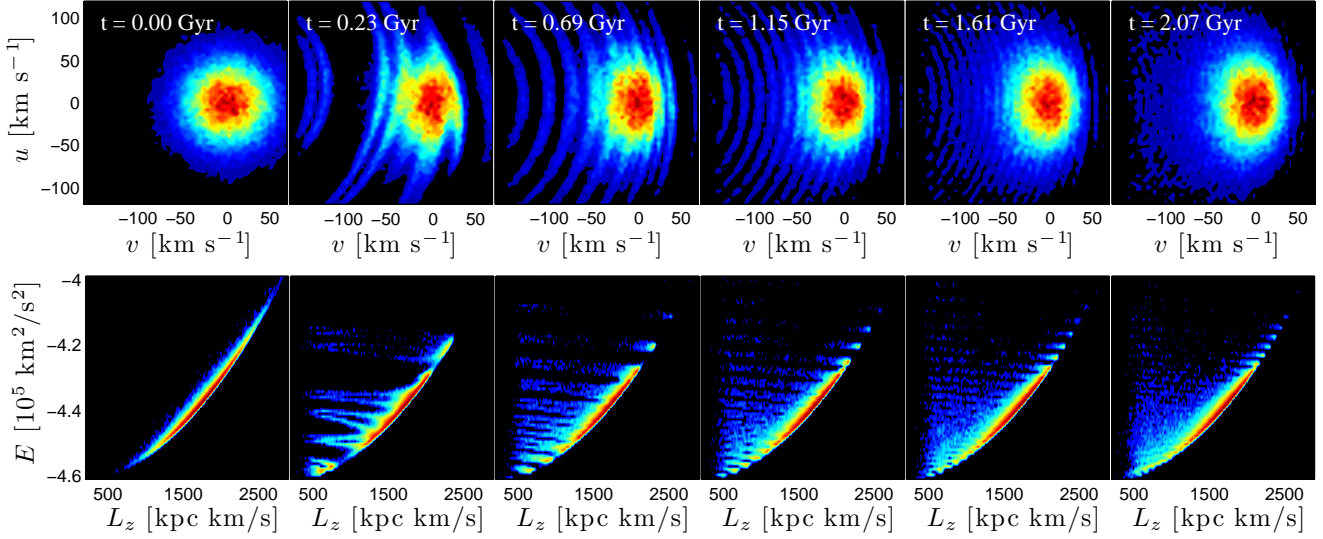 t = 0.00 Gyr t = 0.23 Gyr t = 0.69 Gyr t = 1.15 Gyr t = 1.61 Gyr t = 2.07 Gyr
u [km s⁻¹]
100
50
0
−50
−100
−100 −50 0 50 −100 −50 0 50 −100 −50 0 50 −100 −50 0 50 −100 −50 0 50 −100 −50 0 50
v [km s⁻¹] v [km s⁻¹] v [km s⁻¹] v [km s⁻¹] v [km s⁻¹] v [km s⁻¹]
E [10⁵ km²/s²]
−4
−4.2
−4.4
−4.6
500 1500 2500 500 1500 2500 500 1500 2500 500 1500 2500 500 1500 2500 500 1500 2500
L_z [kpc km/s] L_z [kpc km/s] L_z [kpc km/s] L_z [kpc km/s] L_z [kpc km/s] L_z [kpc km/s]